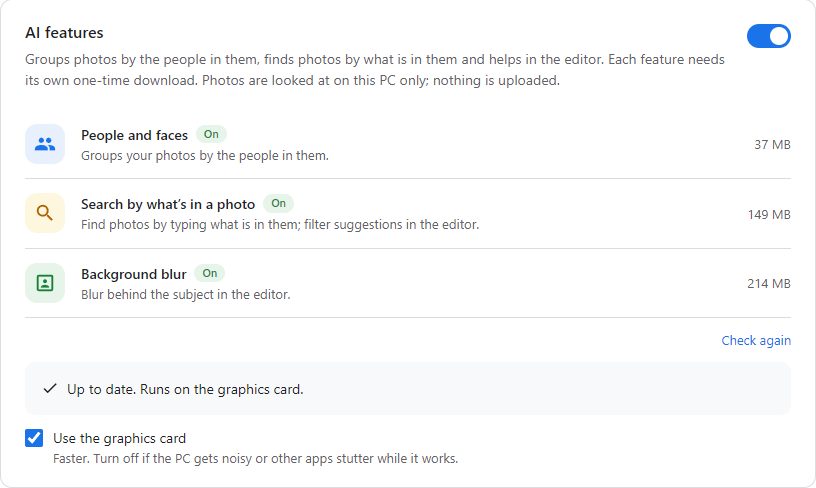 AI features
Groups photos by the people in them, finds photos by what is in them and helps in the editor. Each feature needs
its own one-time download. Photos are looked at on this PC only; nothing is uploaded.
People and faces On
Groups your photos by the people in them.
37 MB
Search by what’s in a photo On
Find photos by typing what is in them; filter suggestions in the editor.
149 MB
Background blur On
Blur behind the subject in the editor.
214 MB
Check again
Up to date. Runs on the graphics card.
Use the graphics card
Faster. Turn off if the PC gets noisy or other apps stutter while it works.